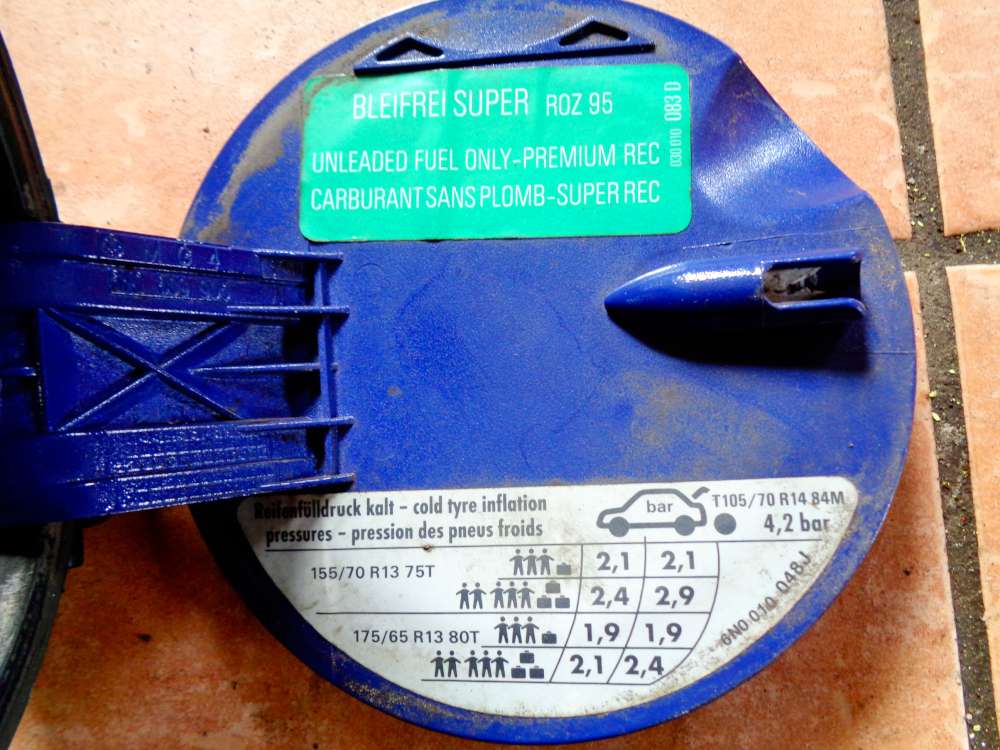 BLEIFREI SUPER ROZ 95
030 010 083 D
UNLEADED FUEL ONLY-PREMIUM REC
CARBURANT SANS PLOMB-SUPER REC
Reifenfülldruck kalt - cold tyre inflation
pressures - pression des pneus froids
bar
T105/70 R14 84M
4,2 bar
155/70 R13 75T 2,1 2,1
2,4 2,9
175/65 R13 80T 1,9 1,9
2,1 2,4
6N0 010 048J